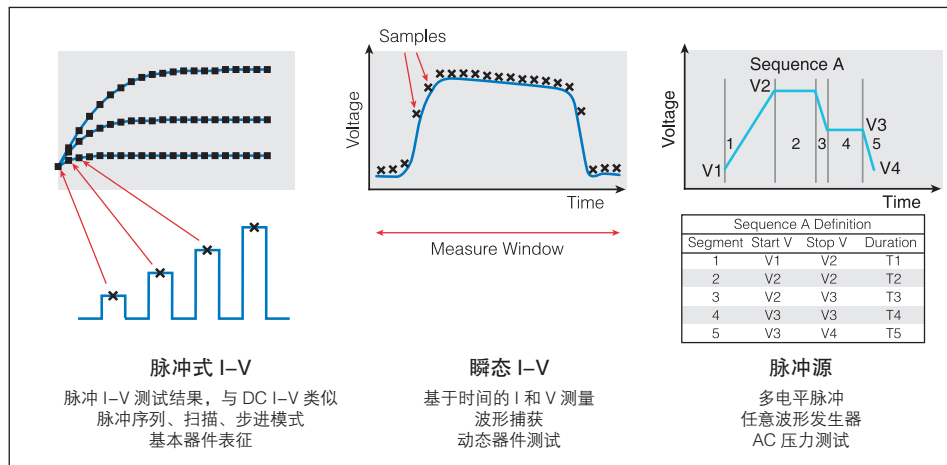 脉冲式 I–V
脉冲 I–V 测试结果，与 DC I–V 类似
脉冲序列、扫描、步进模式
基本器件表征
Samples
Voltage
Time
Measure Window
瞬态 I–V
基于时间的 I 和 V 测量
波形捕获
动态器件测试
Sequence A
Voltage
V2
V1
1
2
3
4
5
V3
V4
Time
Sequence A Definition
Segment Start V Stop V Duration
1 V1 V2 T1
2 V2 V2 T2
3 V2 V3 T3
4 V3 V3 T4
5 V3 V4 T5
脉冲源
多电平脉冲
任意波形发生器
AC 压力测试